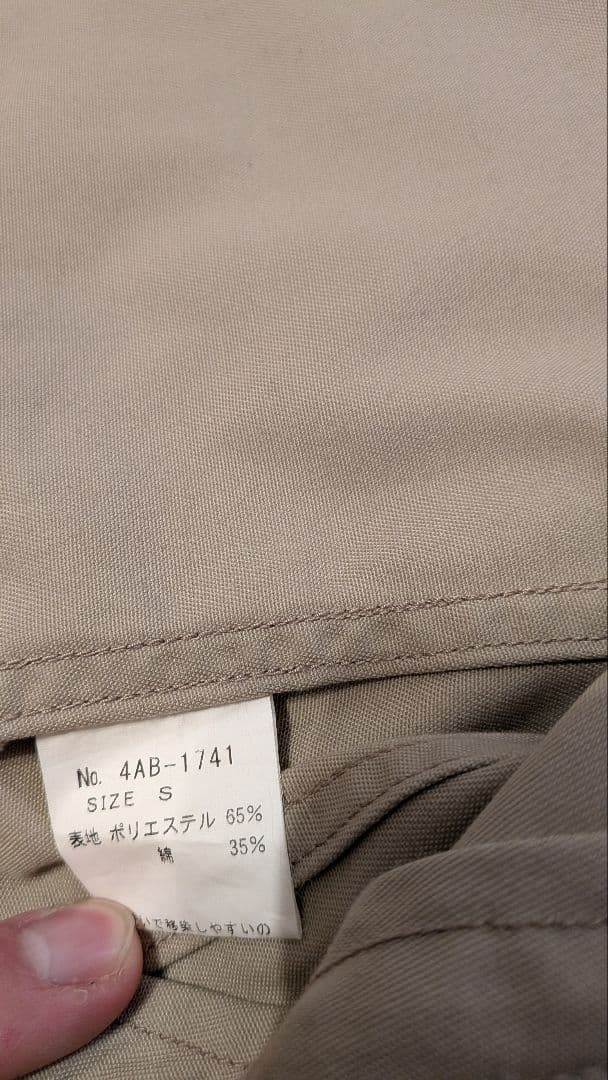 No. 4AB-1741
SIZE S
表地 ポリエステル 65%
綿 35%
いで移染しやすいの